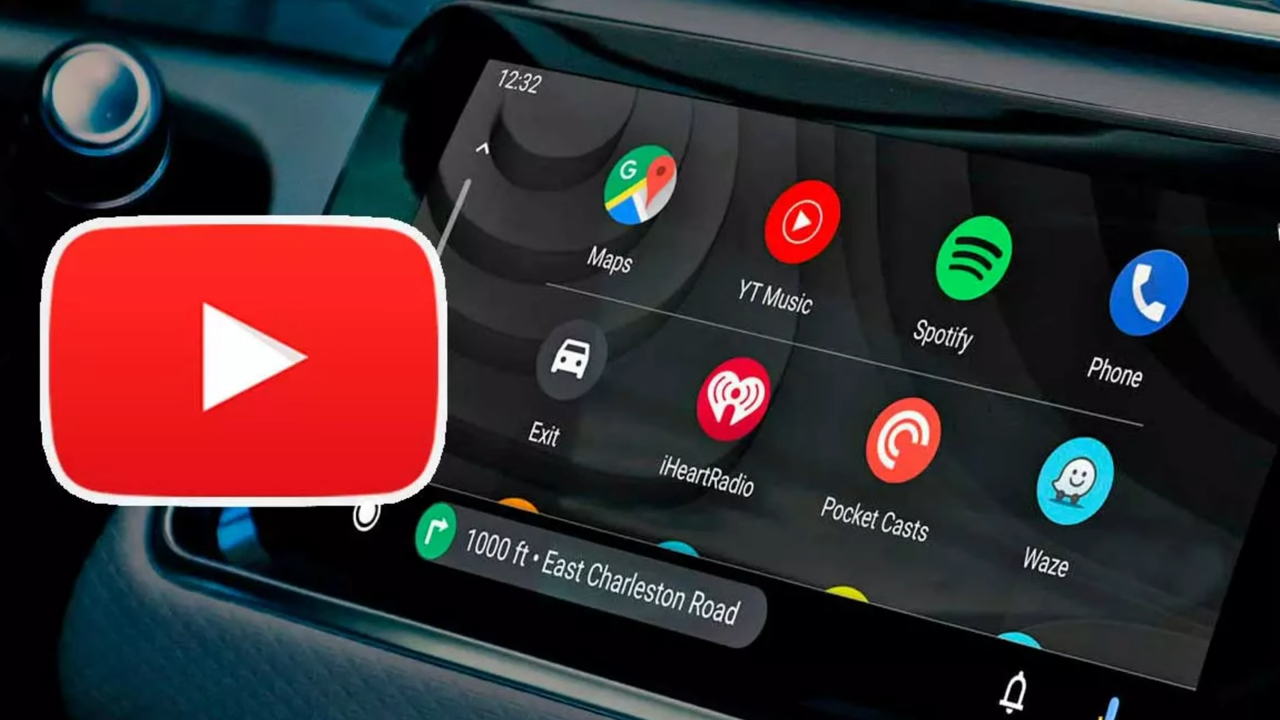 12:32
G
Maps
YT Music
Spotify
Phone
Exit
iHeartRadio
Pocket Casts
Waze
1000 ft • East Charleston Road